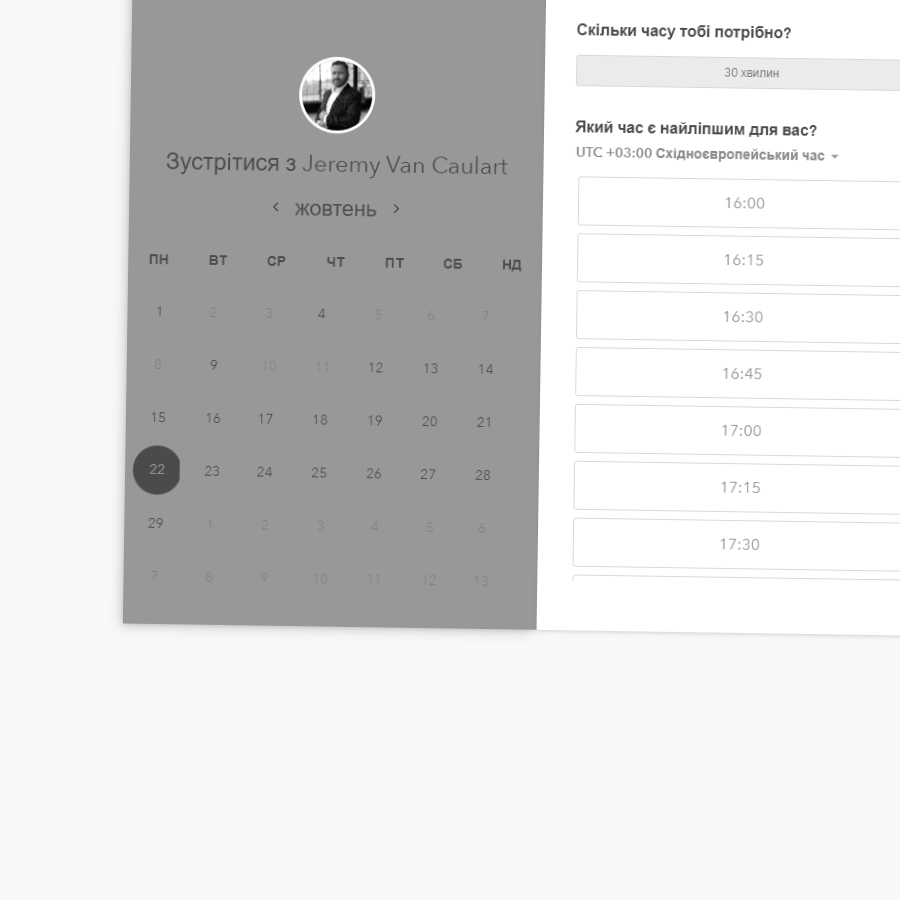 Зустрітися з Jeremy Van Caulart
жовтень
ПН ВТ СР ЧТ ПТ СБ НД
1 2 3 4 5 6 7
8 9 10 11 12 13 14
15 16 17 18 19 20 21
22 23 24 25 26 27 28
29 1 2 3 4 5 6
7 8 9 10 11 12 13
Скільки часу тобі потрібно?
30 хвилин
Який час є найліпшим для вас?
UTC +03:00 Східноєвропейський час
16:00
16:15
16:30
16:45
17:00
17:15
17:30